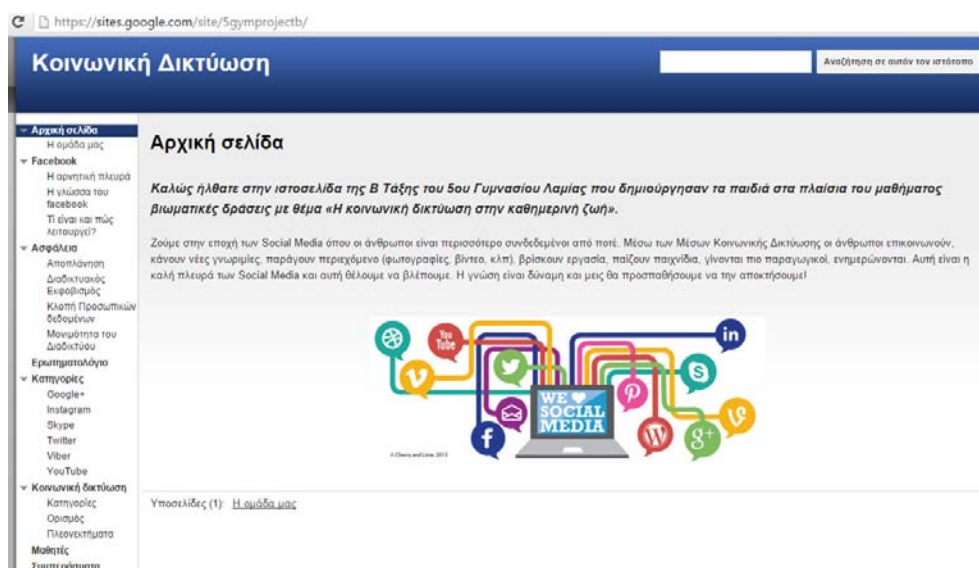 https://sites.google.com/site/5gymprojectb/
Κοινωνική Δικτύωση
Αναζήτηση σε αυτόν τον ιστότοπο
Αρχική σελίδα
Η ομάδα μας
Facebook
Η αρνητική πλευρά
Η γλώσσα του
facebook
Τί είναι και πώς
λειτουργεί?
Ασφάλεια
Αποπλάνηση
Διαδικτυακός
Εκφοβισμός
Κλοπή Προσωπικών
δεδομένων
Μονιμότητα του
Διαδικτύου
Ερωτηματολόγιο
Κατηγορίες
Google+
Instagram
Skype
Twitter
Viber
YouTube
Κοινωνική δικτύωση
Κατηγορίες
Ορισμός
Πλεονεκτήματα
Μαθητές
Συμπεράσματα
Αρχική σελίδα
Καλώς ήλθατε στην ιστοσελίδα της Β Τάξης του 5ου Γυμνασίου Λαμίας που δημιούργησαν τα παιδιά στα πλαίσια του μαθήματος
βιωματικές δράσεις με θέμα «Η κοινωνική δικτύωση στην καθημερινή ζωή».
Ζούμε στην εποχή των Social Media όπου οι άνθρωποι είναι περισσότερο συνδεδεμένοι από ποτέ. Μέσω των Μέσων Κοινωνικής Δικτύωσης οι άνθρωποι επικοινωνούν,
κάνουν νέες γνωριμίες, παράγουν περιεχόμενο (φωτογραφίες, βίντεο, κλπ), βρίσκουν εργασία, παίζουν παιχνίδια, γίνονται πιο παραγωγικοί, ενημερώνονται. Αυτή είναι η
καλή πλευρά των Social Media και αυτή θέλουμε να βλέπουμε. Η γνώση είναι δύναμη και μεις θα προσπαθήσουμε να την αποκτήσουμε!
You
Tube
in
WE
SOCIAL
MEDIA
g+
© Cherry and Lime, 2013
Υποσελίδες (1): Η ομάδα μας